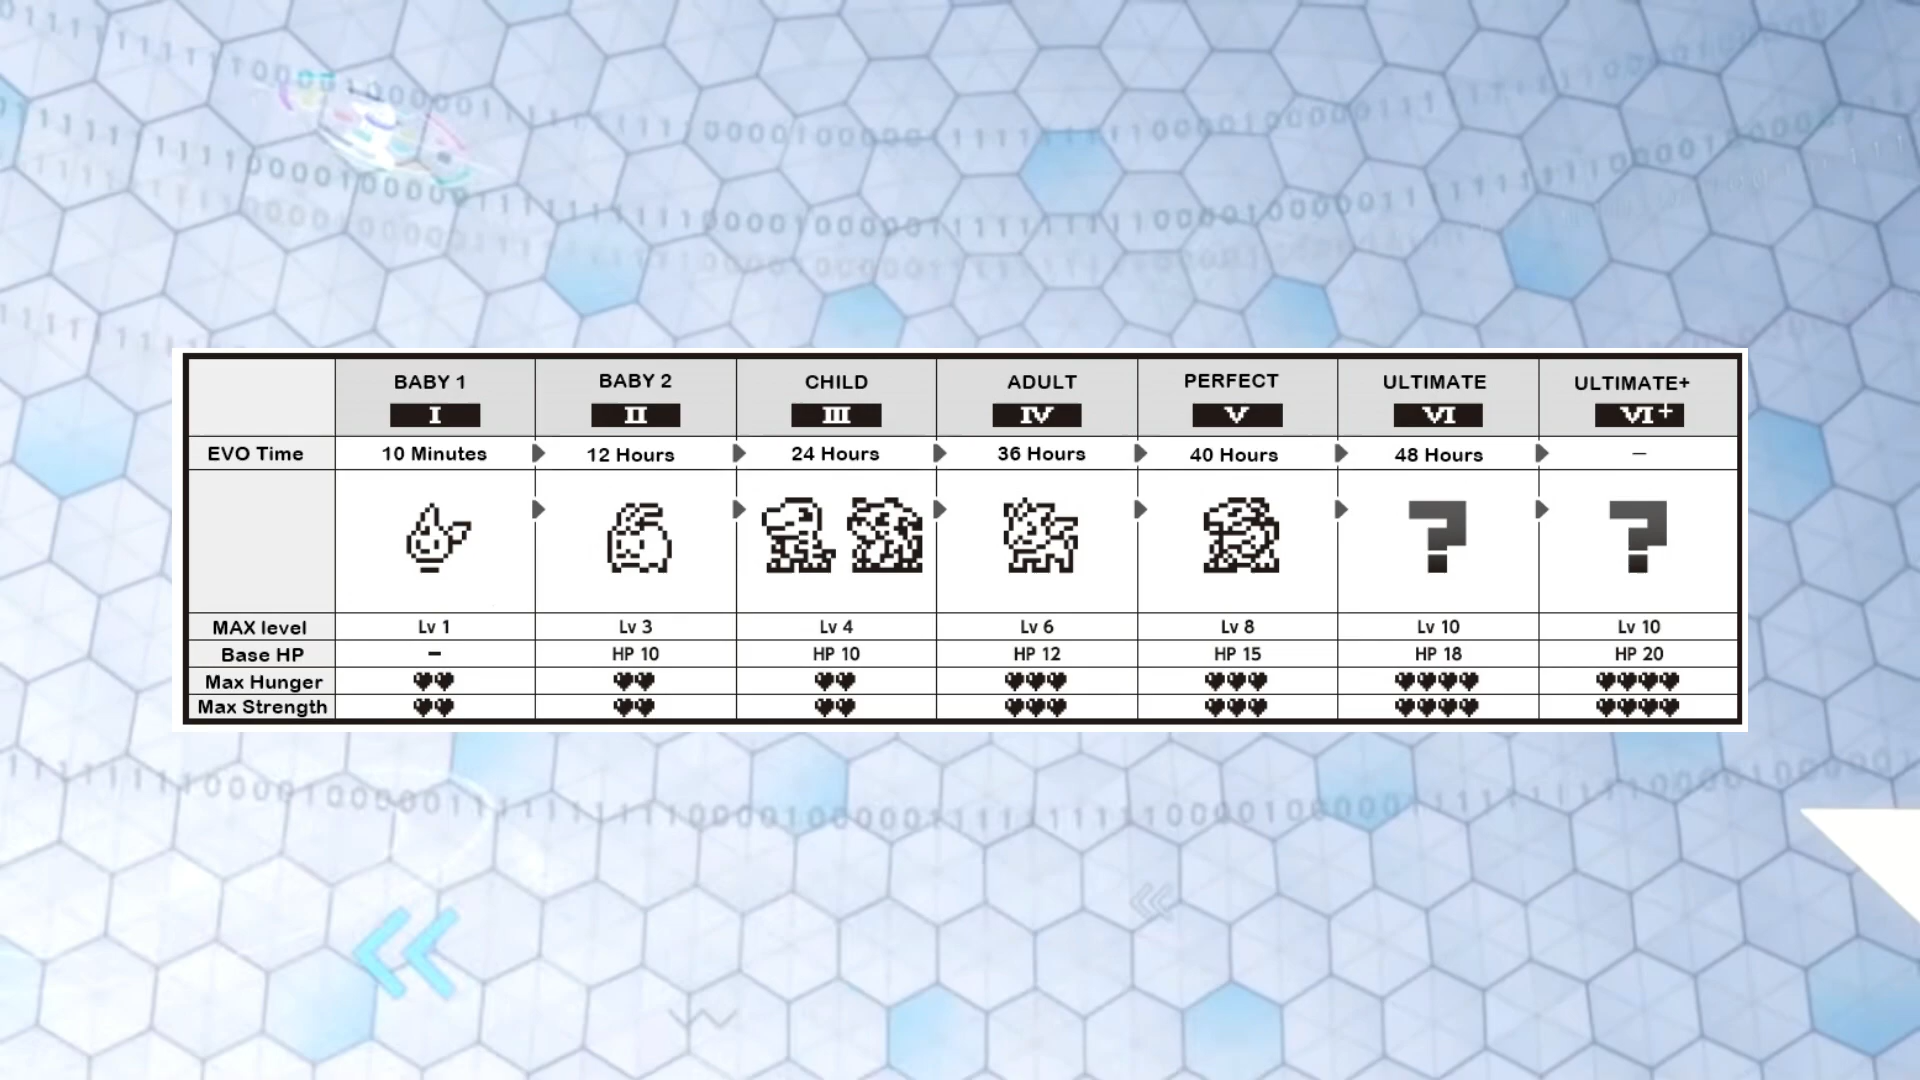 BABY 1 BABY 2 CHILD ADULT PERFECT ULTIMATE ULTIMATE+
I II III IV V VI VI+
EVO Time 10 Minutes 12 Hours 24 Hours 36 Hours 40 Hours 48 Hours –
? ?
MAX level Lv 1 Lv 3 Lv 4 Lv 6 Lv 8 Lv 10 Lv 10
Base HP – HP 10 HP 10 HP 12 HP 15 HP 18 HP 20
Max Hunger
Max Strength